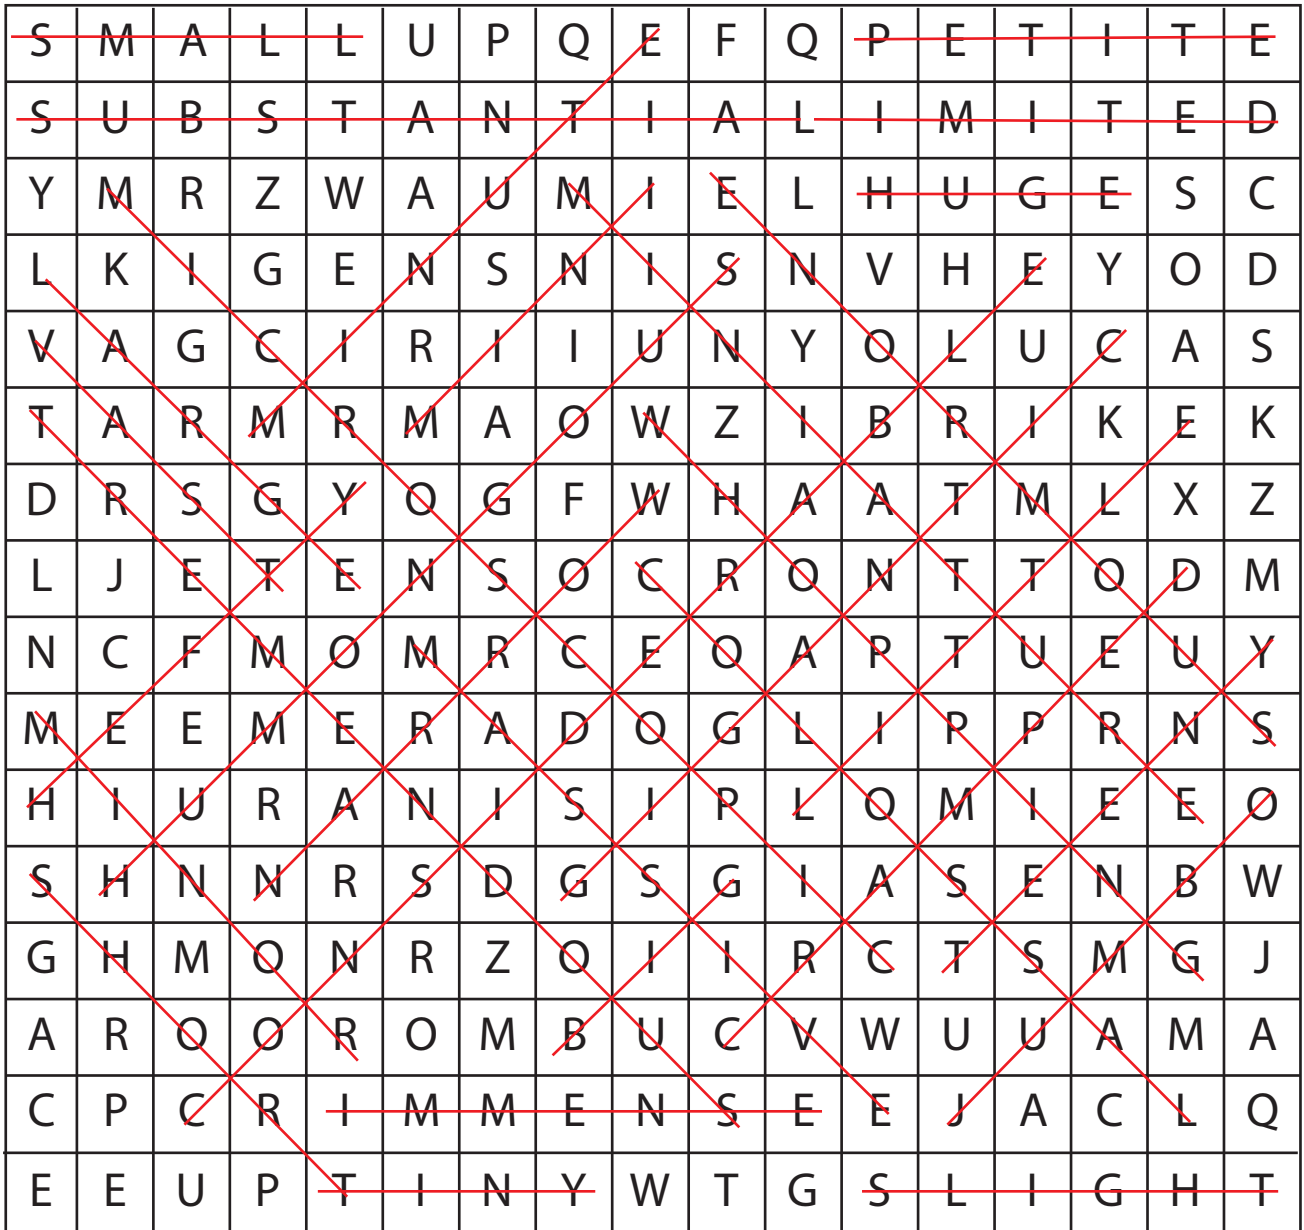 S M A L L U P Q E F Q P E T I T E
S U B S T A N T I A L I M I T E D
Y M R Z W A U M I E L H U G E S C
L K I G E N S N I S N V H E Y O D
V A G C I R I I U N Y O L U C A S
T A R M R M A O W Z I B R I K E K
D R S G Y O G F W H A A T M L X Z
L J E T E N S O C R O N T T O D M
N C F M O M R C E O A P T U E U Y
M E E M E R A D O G L I P P R N S
H I U R A N I S I P L O M I E E O
S H N N R S D G S G I A S E N B W
G H M O N R Z O I I R C T S M G J
A R O O R O M B U C V W U U A M A
C P C R I M M E N S E E J A C L Q
E E U P T I N Y W T G S L I G H T